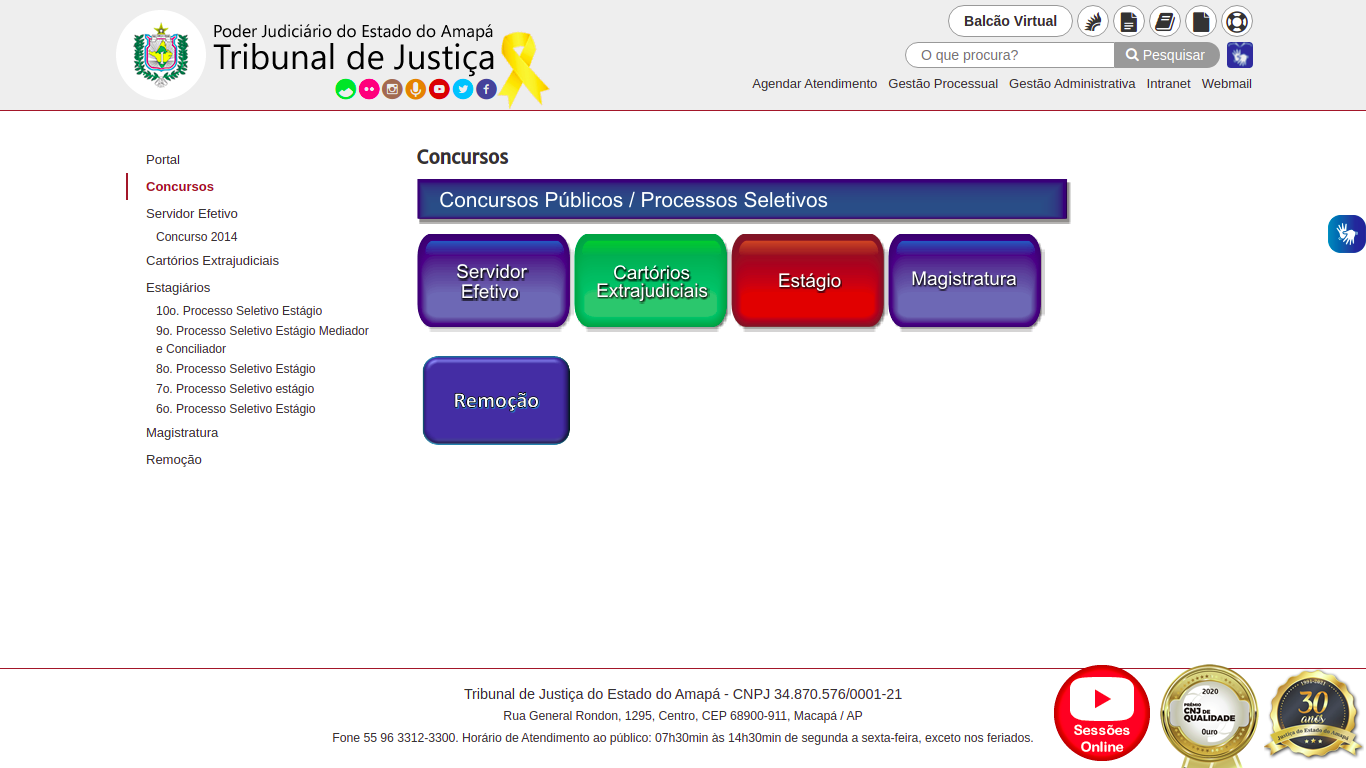 Poder Judiciário do Estado do Amapá
Tribunal de Justiça
Balcão Virtual
O que procura?
Pesquisar
Agendar Atendimento
Gestão Processual
Gestão Administrativa
Intranet
Webmail
Portal
Concursos
Servidor Efetivo
Concurso 2014
Cartórios Extrajudiciais
Estagiários
10o. Processo Seletivo Estágio
9o. Processo Seletivo Estágio Mediador
e Conciliador
8o. Processo Seletivo Estágio
7o. Processo Seletivo estágio
6o. Processo Seletivo Estágio
Magistratura
Remoção
Concursos
Concursos Públicos / Processos Seletivos
Servidor
Efetivo
Cartórios
Extrajudiciais
Estágio
Magistratura
Remoção
Tribunal de Justiça do Estado do Amapá - CNPJ 34.870.576/0001-21
Rua General Rondon, 1295, Centro, CEP 68900-911, Macapá / AP
Fone 55 96 3312-3300. Horário de Atendimento ao público: 07h30min às 14h30min de segunda a sexta-feira, exceto nos feriados.
Sessões
Online
2020
PRÊMIO
CNJ DE
QUALIDADE
Ouro
1991-2021
30
anos
Justiça do Estado do Amapá